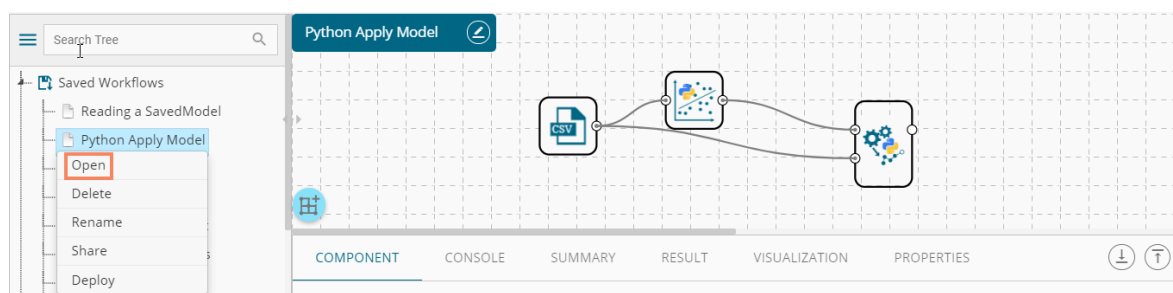 Search Tree
Python Apply Model
Saved Workflows
Reading a SavedModel
Python Apply Model
Open
Delete
Rename
Share
Deploy
CSV
COMPONENT CONSOLE SUMMARY RESULT VISUALIZATION PROPERTIES